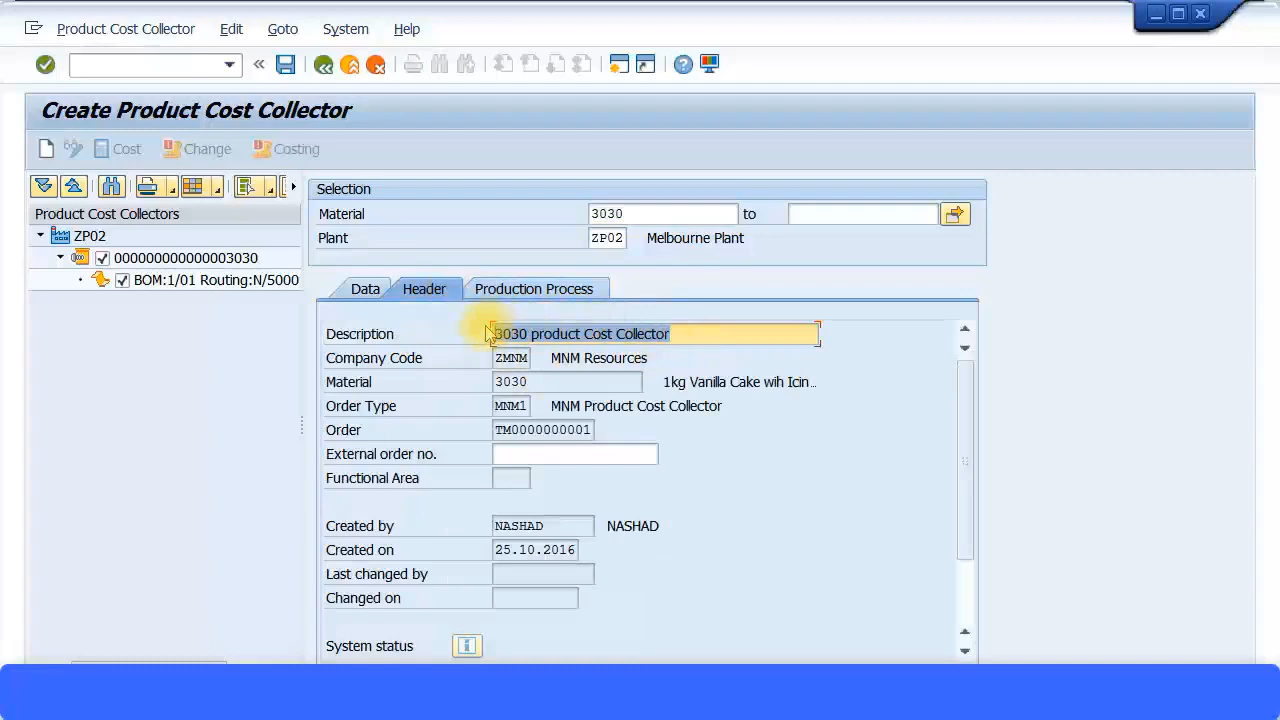 Product Cost Collector Edit Goto System Help
Create Product Cost Collector
Cost Change Costing
Product Cost Collectors
ZP02
000000000000003030
BOM:1/01 Routing:N/5000
Selection
Material 3030 to
Plant ZP02 Melbourne Plant
Data Header Production Process
Description 3030 product Cost Collector
Company Code ZMNM MNM Resources
Material 3030 1kg Vanilla Cake wih Icin...
Order Type MNM1 MNM Product Cost Collector
Order TM0000000001
External order no.
Functional Area
Created by NASHAD NASHAD
Created on 25.10.2016
Last changed by
Changed on
System status